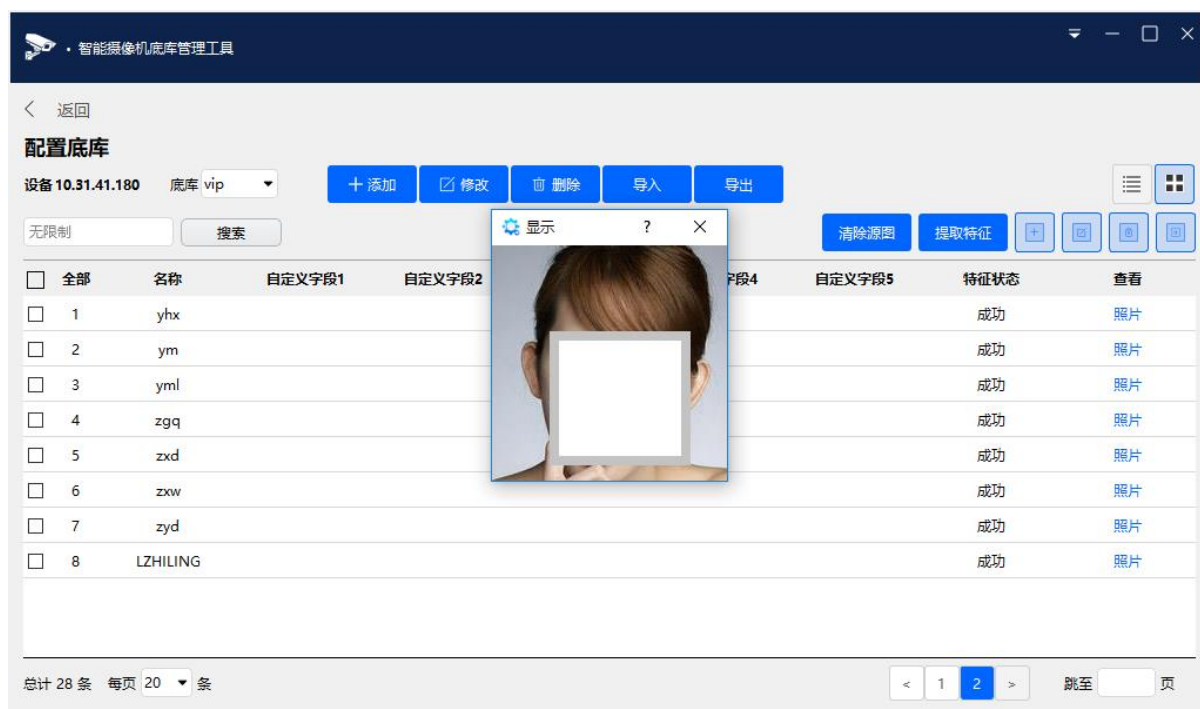 · 智能摄像机底库管理工具
返回
配置底库
设备 10.31.41.180 底库 vip 添加 修改 删除 导入 导出
无限制 搜索 显示 ? 清除源图 提取特征
全部 名称 自定义字段1 自定义字段2 字段4 自定义字段5 特征状态 查看
1 yhx 成功 照片
2 ym 成功 照片
3 yml 成功 照片
4 zgq 成功 照片
5 zxd 成功 照片
6 zxw 成功 照片
7 zyd 成功 照片
8 LZHILING 成功 照片
总计 28 条 每页 20 条 < 1 2 > 跳至 页